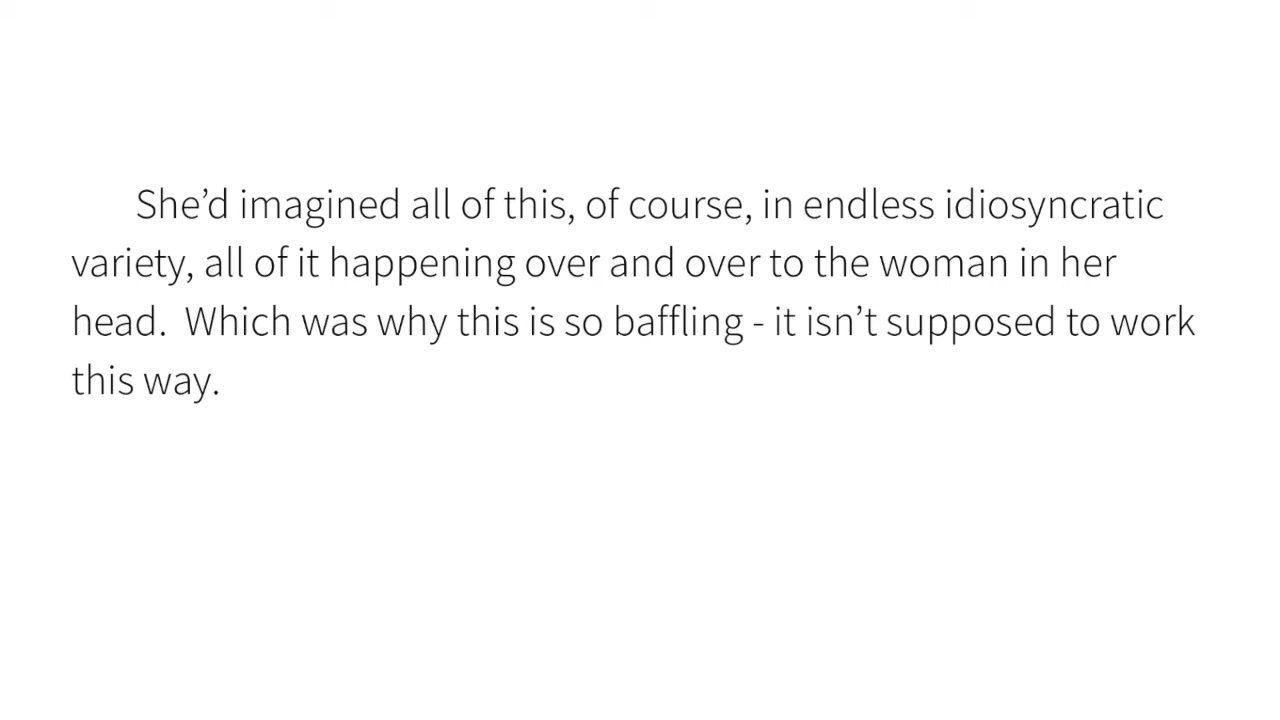 She’d imagined all of this, of course, in endless idiosyncratic
variety, all of it happening over and over to the woman in her
head.  Which was why this is so baffling - it isn’t supposed to work
this way.